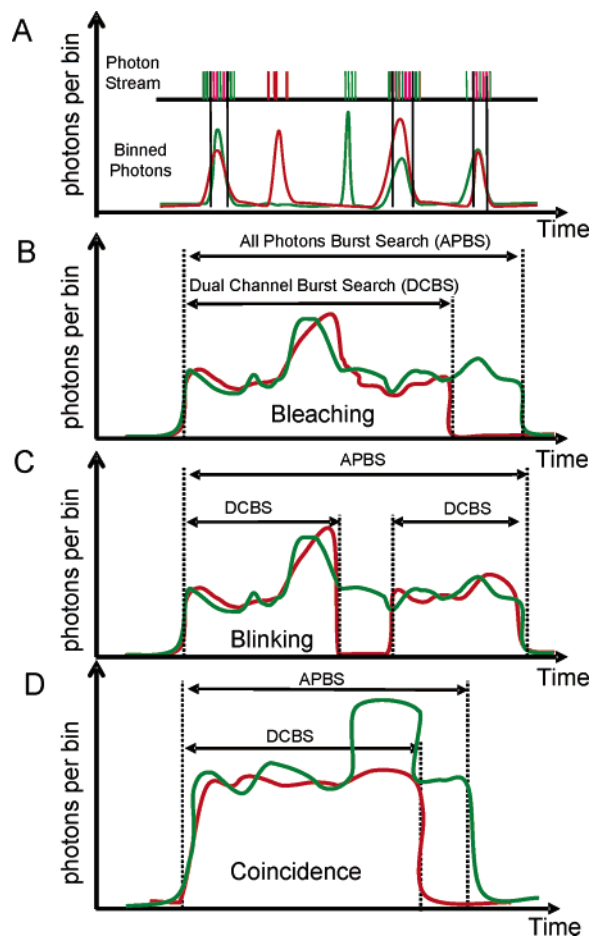 A
photons per bin
Photon
Stream
Binned
Photons
Time
B
photons per bin
All Photons Burst Search (APBS)
Dual Channel Burst Search (DCBS)
Bleaching
Time
C
photons per bin
APBS
DCBS
DCBS
Blinking
Time
D
photons per bin
APBS
DCBS
Coincidence
Time